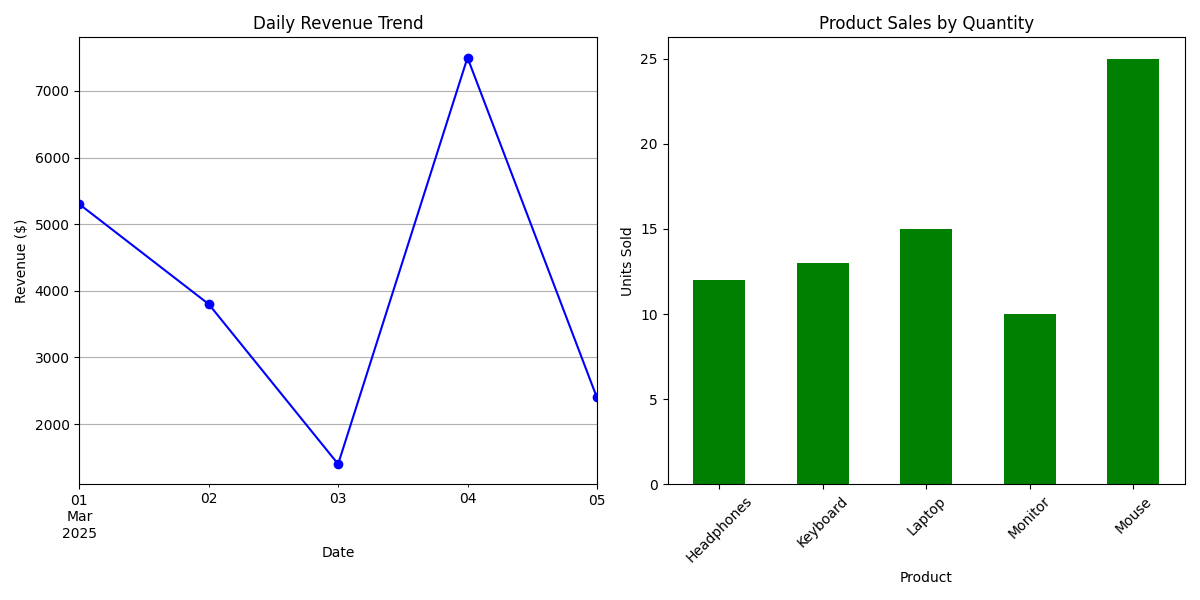 Daily Revenue Trend
Revenue ($)
7000
6000
5000
4000
3000
2000
01
Mar
2025
02
03
04
05
Date
Product Sales by Quantity
Units Sold
25
20
15
10
5
0
Headphones
Keyboard
Laptop
Monitor
Mouse
Product